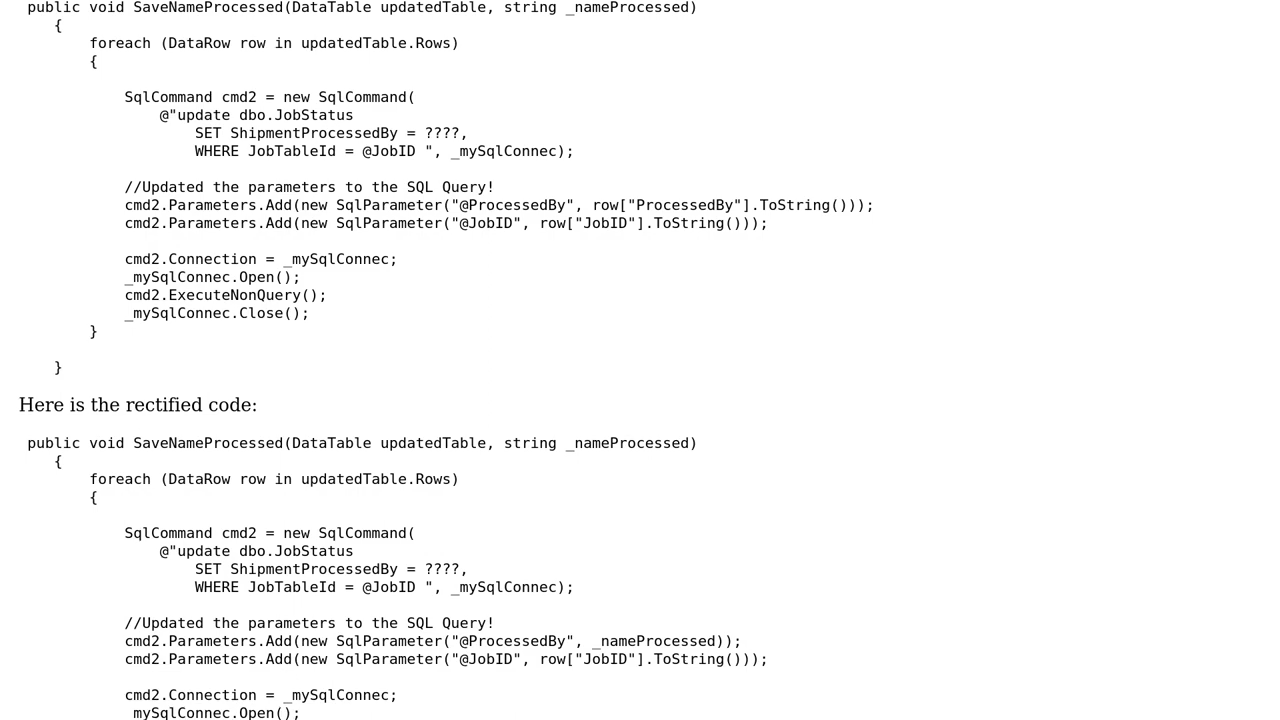 public void SaveNameProcessed(DataTable updatedTable, string _nameProcessed)
{
foreach (DataRow row in updatedTable.Rows)
{
SqlCommand cmd2 = new SqlCommand(
@"update dbo.JobStatus
SET ShipmentProcessedBy = ????,
WHERE JobTableId = @JobID ", _mySqlConnec);
//Updated the parameters to the SQL Query!
cmd2.Parameters.Add(new SqlParameter("@ProcessedBy", row["ProcessedBy"].ToString()));
cmd2.Parameters.Add(new SqlParameter("@JobID", row["JobID"].ToString()));
cmd2.Connection = _mySqlConnec;
_mySqlConnec.Open();
cmd2.ExecuteNonQuery();
_mySqlConnec.Close();
}
}
Here is the rectified code:
public void SaveNameProcessed(DataTable updatedTable, string _nameProcessed)
{
foreach (DataRow row in updatedTable.Rows)
{
SqlCommand cmd2 = new SqlCommand(
@"update dbo.JobStatus
SET ShipmentProcessedBy = ????,
WHERE JobTableId = @JobID ", _mySqlConnec);
//Updated the parameters to the SQL Query!
cmd2.Parameters.Add(new SqlParameter("@ProcessedBy", _nameProcessed));
cmd2.Parameters.Add(new SqlParameter("@JobID", row["JobID"].ToString()));
cmd2.Connection = _mySqlConnec;
_mySqlConnec.Open();